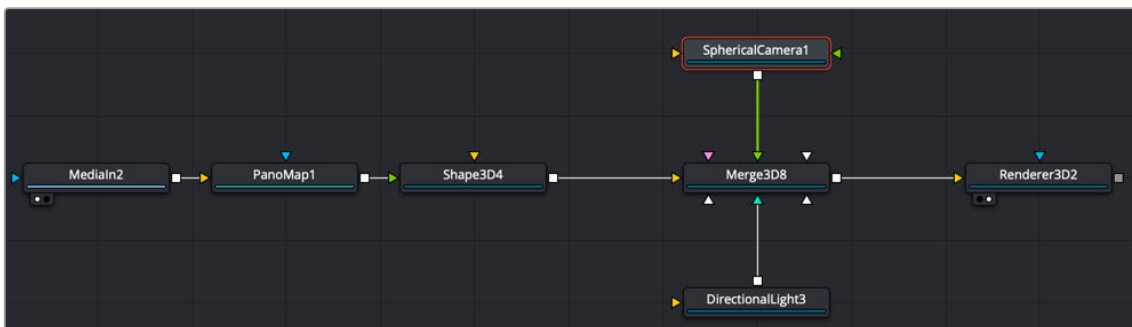 SphericalCamera1
MediaIn2
PanoMap1
Shape3D4
Merge3D8
Renderer3D2
DirectionalLight3